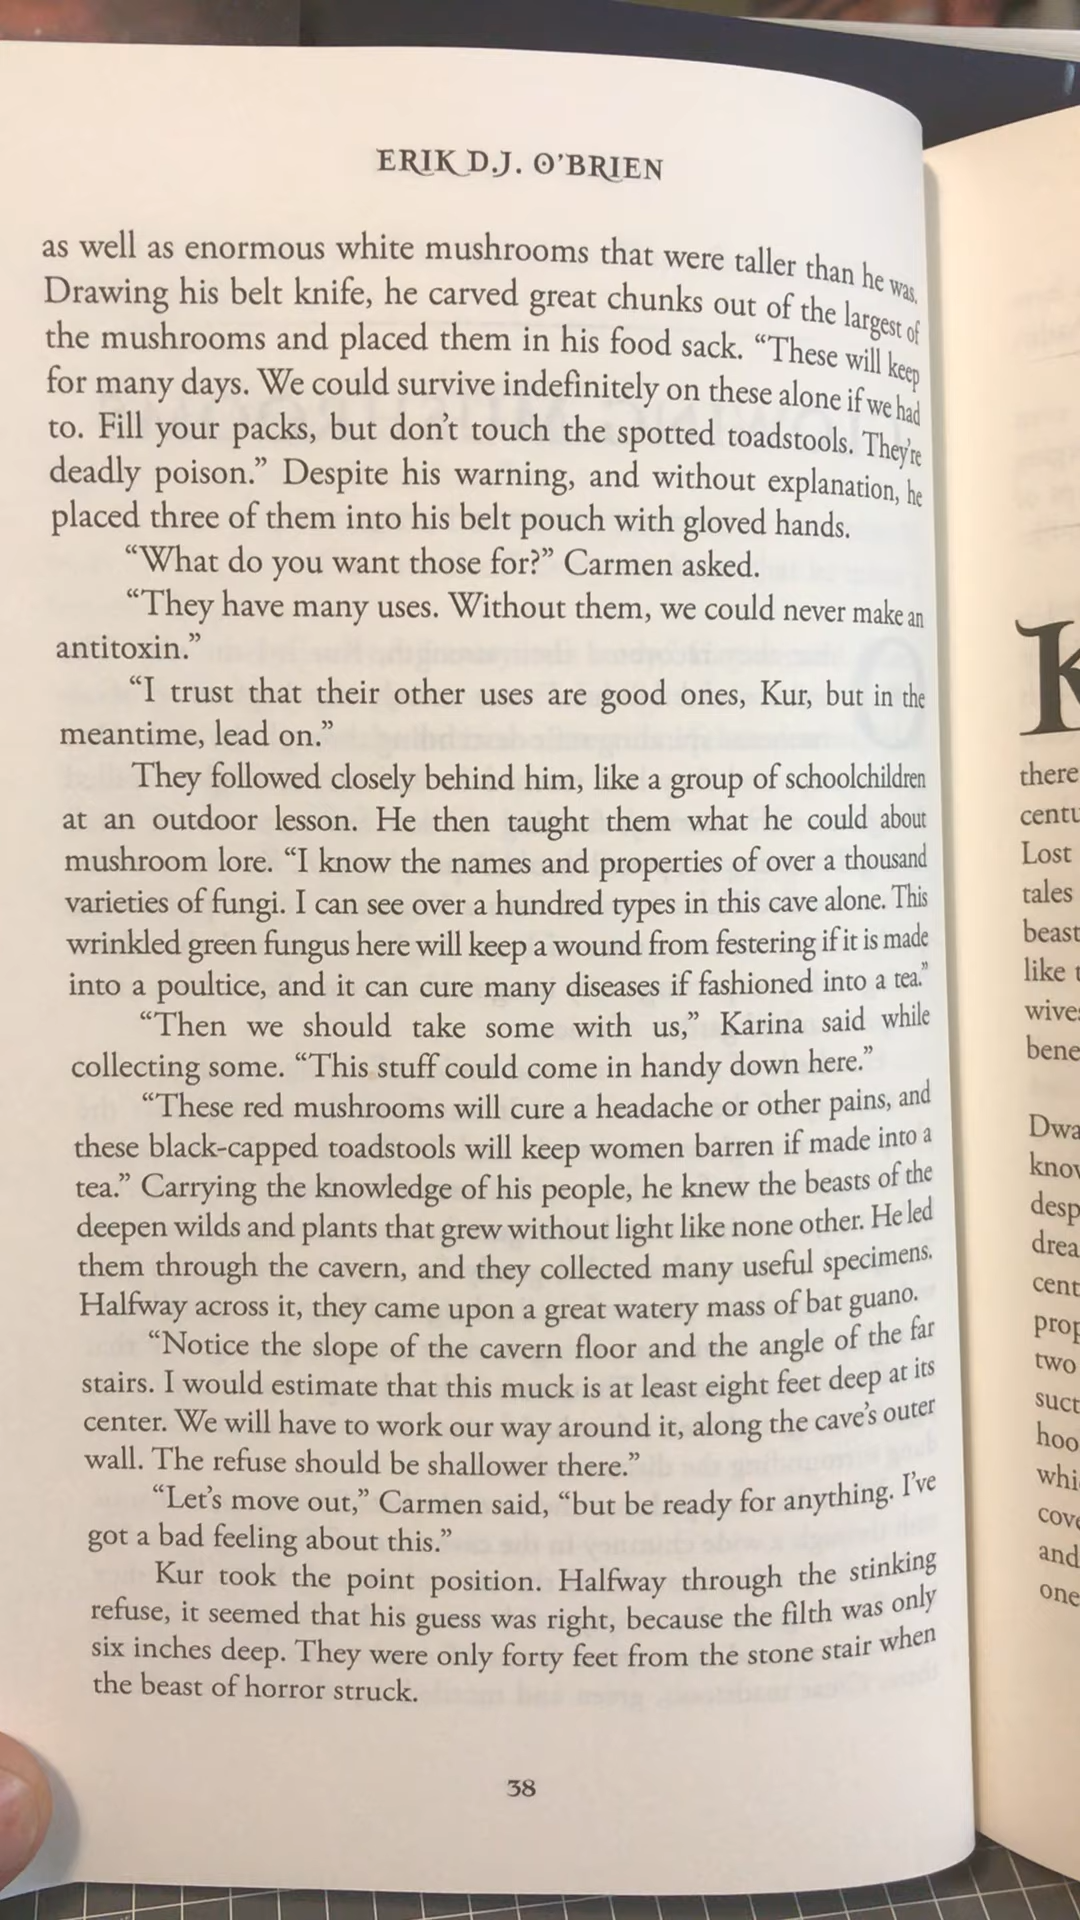 ERIK D.J. O'BRIEN
as well as enormous white mushrooms that were taller than he was.
Drawing his belt knife, he carved great chunks out of the largest of
the mushrooms and placed them in his food sack. “These will keep
for many days. We could survive indefinitely on these alone if we had
to. Fill your packs, but don’t touch the spotted toadstools. They’re
deadly poison.” Despite his warning, and without explanation, he
placed three of them into his belt pouch with gloved hands.
“What do you want those for?” Carmen asked.
“They have many uses. Without them, we could never make an
antitoxin.”
“I trust that their other uses are good ones, Kur, but in the
meantime, lead on.”
They followed closely behind him, like a group of schoolchildren
at an outdoor lesson. He then taught them what he could about
mushroom lore. “I know the names and properties of over a thousand
varieties of fungi. I can see over a hundred types in this cave alone. This
wrinkled green fungus here will keep a wound from festering if it is made
into a poultice, and it can cure many diseases if fashioned into a tea.”
“Then we should take some with us,” Karina said while
collecting some. “This stuff could come in handy down here.”
“These red mushrooms will cure a headache or other pains, and
these black-capped toadstools will keep women barren if made into a
tea.” Carrying the knowledge of his people, he knew the beasts of the
deepen wilds and plants that grew without light like none other. He led
them through the cavern, and they collected many useful specimens.
Halfway across it, they came upon a great watery mass of bat guano.
“Notice the slope of the cavern floor and the angle of the far
stairs. I would estimate that this muck is at least eight feet deep at its
center. We will have to work our way around it, along the cave’s outer
wall. The refuse should be shallower there.”
“Let’s move out,” Carmen said, “but be ready for anything. I’ve
got a bad feeling about this.”
Kur took the point position. Halfway through the stinking
refuse, it seemed that his guess was right, because the filth was only
six inches deep. They were only forty feet from the stone stair when
the beast of horror struck.
38
K
there
Lost
tales
beast
like